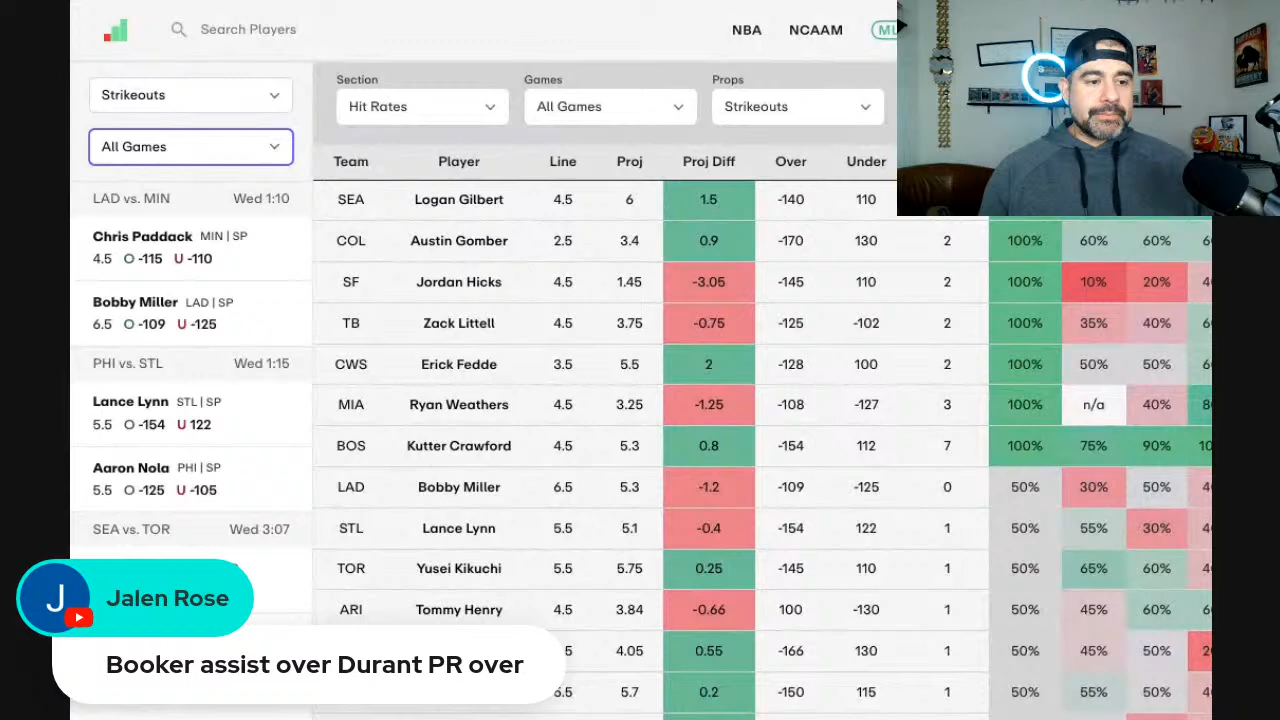 Search Players
NBA
NCAAM
Strikeouts
All Games
Section
Games
Props
Hit Rates
All Games
Strikeouts
Team Player Line Proj Proj Diff Over Under
SEA Logan Gilbert 4.5 6 1.5 -140 110
COL Austin Gomber 2.5 3.4 0.9 -170 130 2 100% 60% 60%
SF Jordan Hicks 4.5 1.45 -3.05 -145 110 2 100% 10% 20%
TB Zack Littell 4.5 3.75 -0.75 -125 -102 2 100% 35% 40%
CWS Erick Fedde 3.5 5.5 2 -128 100 2 100% 50% 50%
MIA Ryan Weathers 4.5 3.25 -1.25 -108 -127 3 100% n/a 40%
BOS Kutter Crawford 4.5 5.3 0.8 -154 112 7 100% 75% 90%
LAD Bobby Miller 6.5 5.3 -1.2 -109 -125 0 50% 30% 50%
STL Lance Lynn 5.5 5.1 -0.4 -154 122 1 50% 55% 30%
TOR Yusei Kikuchi 5.5 5.75 0.25 -145 110 1 50% 65% 60%
ARI Tommy Henry 4.5 3.84 -0.66 100 -130 1 50% 45% 60%
4.05 0.55 -166 130 1 50% 45% 50%
5.7 0.2 -150 115 1 50% 55% 50%
LAD vs. MIN Wed 1:10
Chris Paddack MIN | SP
4.5 O -115 U -110
Bobby Miller LAD | SP
6.5 O -109 U -125
PHI vs. STL Wed 1:15
Lance Lynn STL | SP
5.5 O -154 U 122
Aaron Nola PHI | SP
5.5 O -125 U -105
SEA vs. TOR Wed 3:07
J
Jalen Rose
Booker assist over Durant PR over